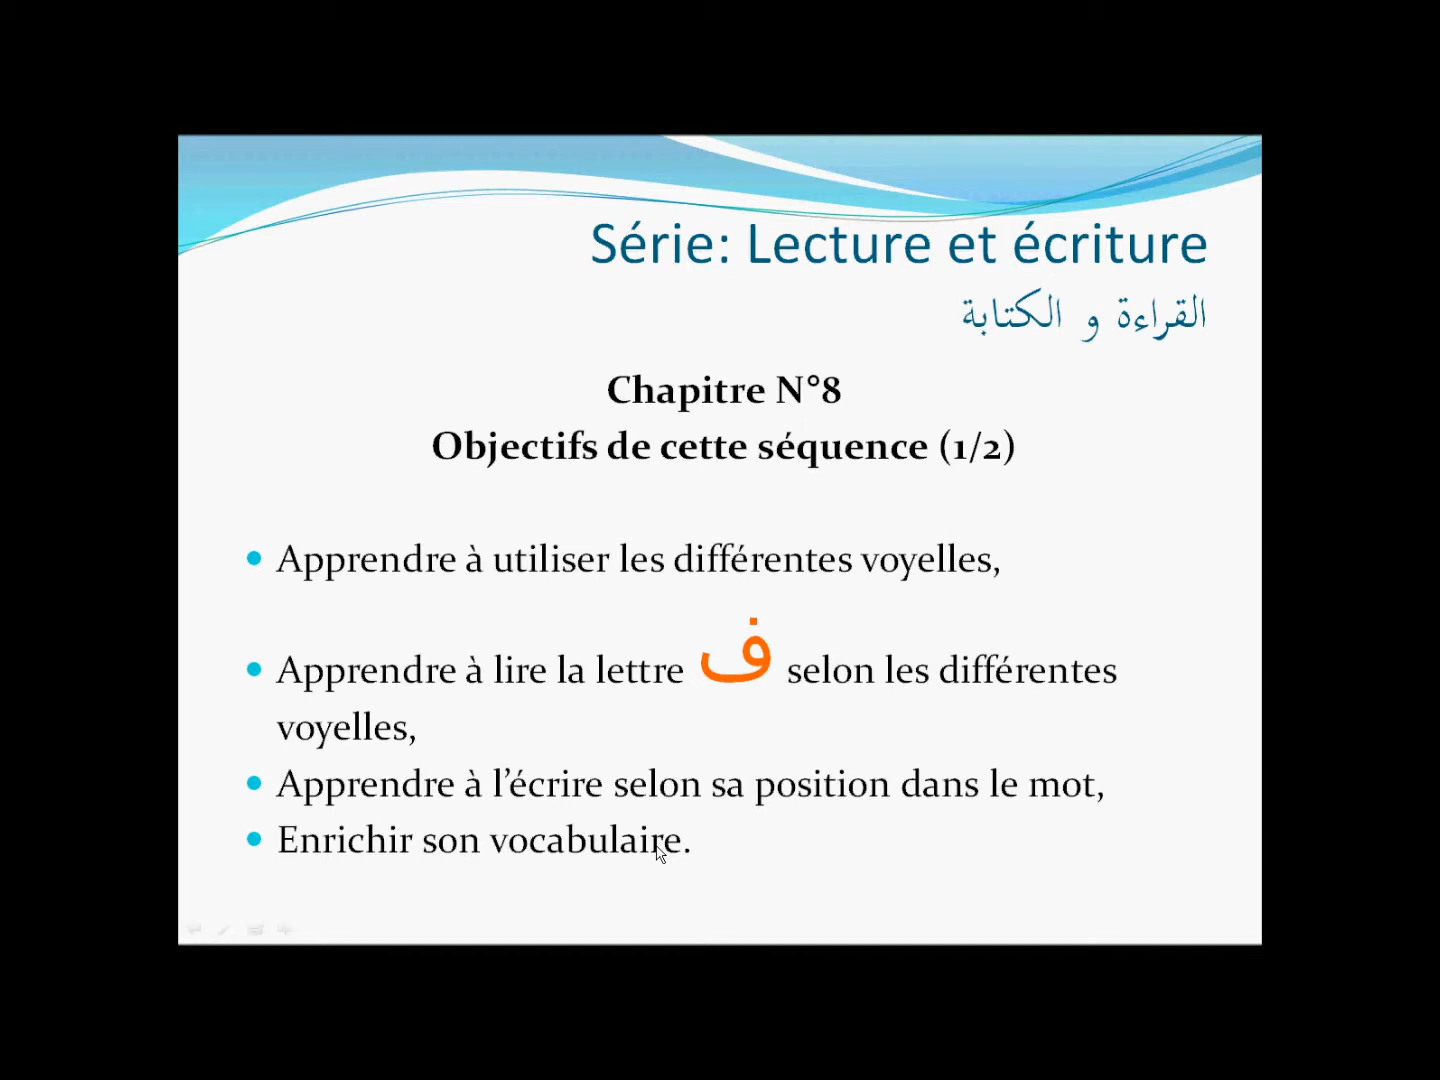 Série: Lecture et écriture
القراءة و الكتابة
Chapitre N°8
Objectifs de cette séquence (1/2)
Apprendre à utiliser les différentes voyelles,
Apprendre à lire la lettre ف selon les différentes
voyelles,
Apprendre à l’écrire selon sa position dans le mot,
Enrichir son vocabulaire.